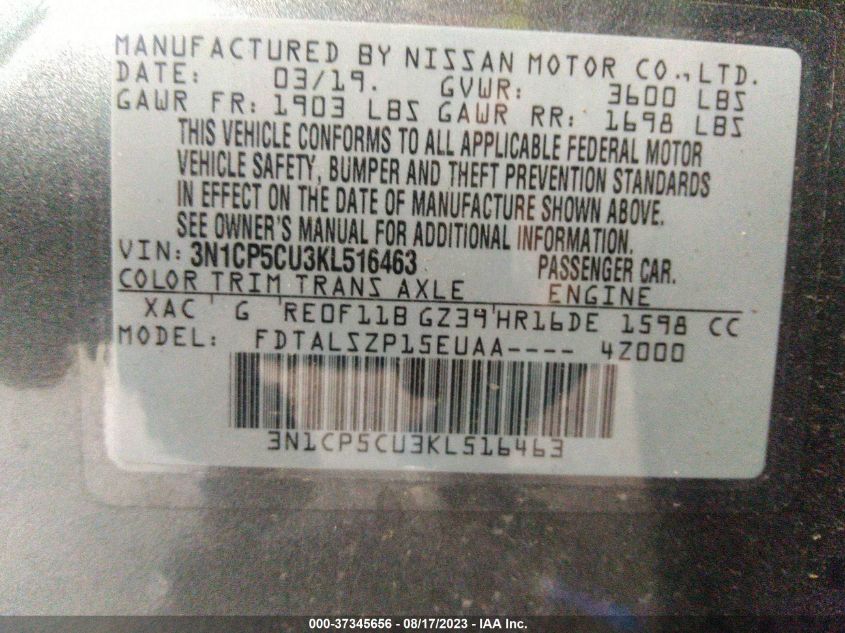 MANUFACTURED BY NISSAN MOTOR CO.,LTD.
DATE: 03/19. GVWR: 3600 LBS
GAWR FR: 1903 LBS GAWR RR: 1698 LBS
THIS VEHICLE CONFORMS TO ALL APPLICABLE FEDERAL MOTOR
VEHICLE SAFETY, BUMPER AND THEFT PREVENTION STANDARDS
IN EFFECT ON THE DATE OF MANUFACTURE SHOWN ABOVE.
SEE OWNER'S MANUAL FOR ADDITIONAL INFORMATION.
VIN: 3N1CP5CU3KL516463 PASSENGER CAR.
COLOR TRIM TRANS AXLE ENGINE
XAC G RE0F11B GZ34 HR16DE 1598 CC
MODEL: FDTALSZP15EUAA---- 4Z000
3N1CP5CU3KL516463
000-37345656 - 08/17/2023 - IAA Inc.